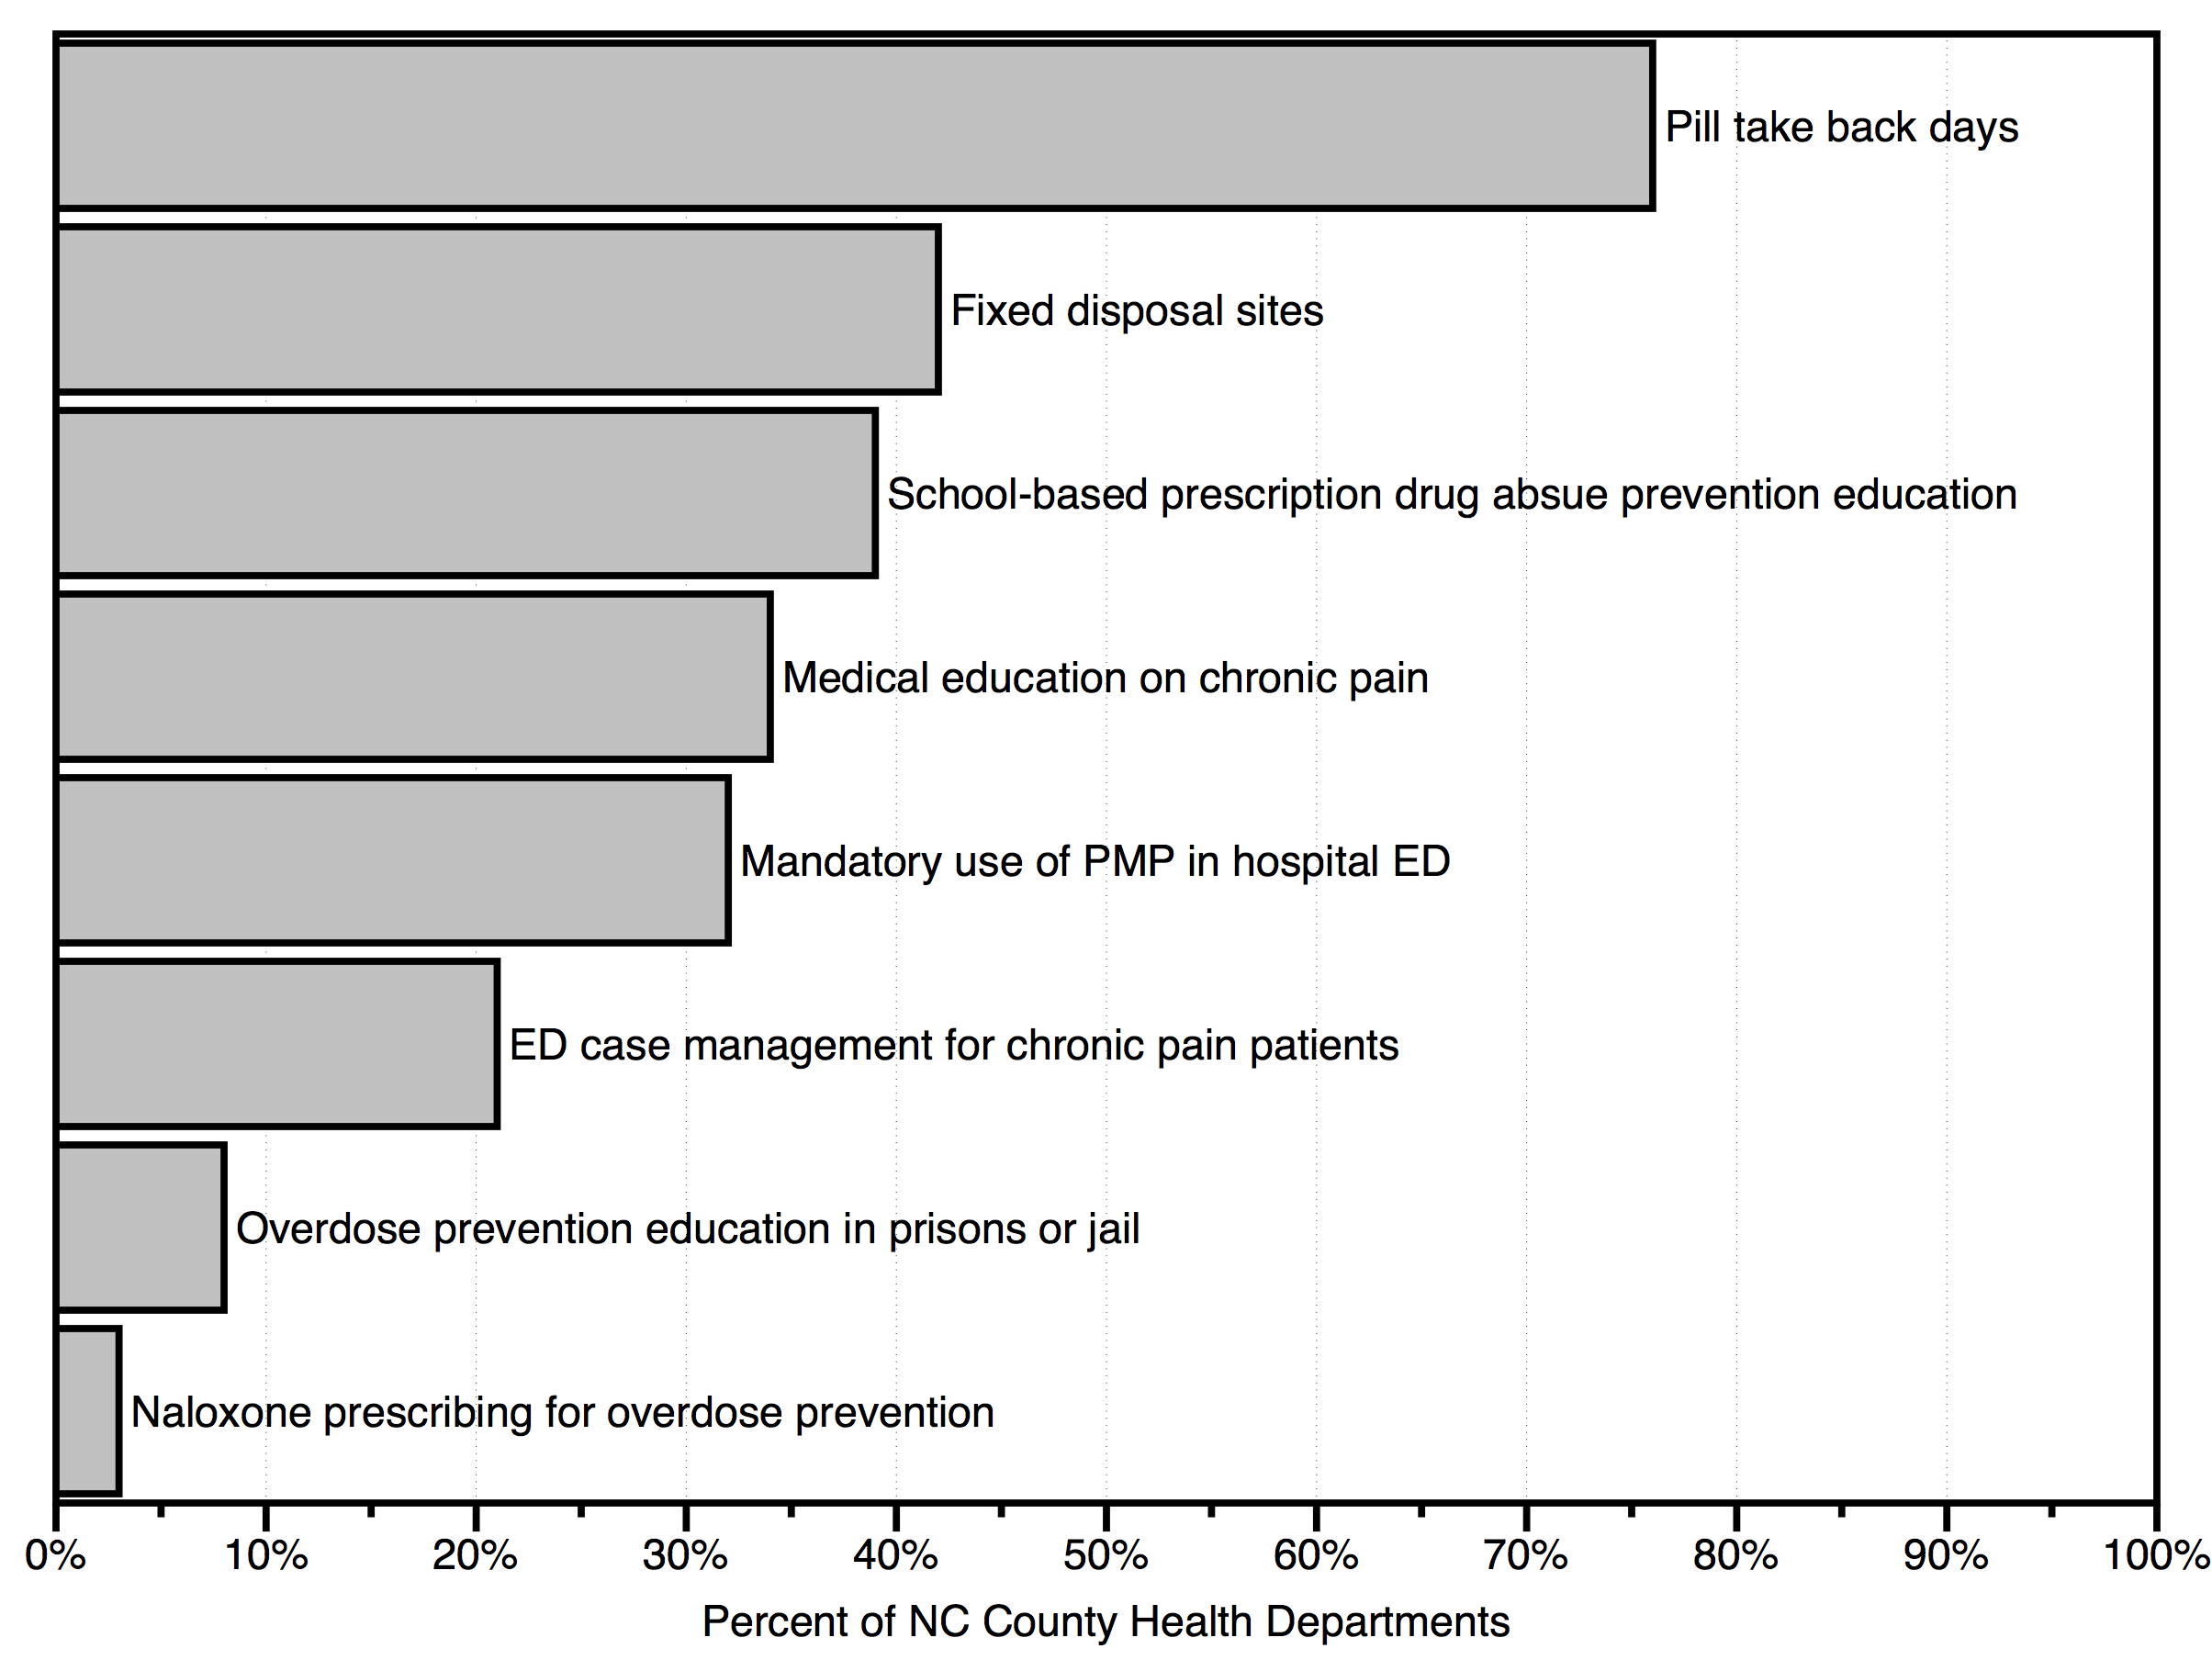 Pill take back days
Fixed disposal sites
School-based prescription drug absue prevention education
Medical education on chronic pain
Mandatory use of PMP in hospital ED
ED case management for chronic pain patients
Overdose prevention education in prisons or jail
Naloxone prescribing for overdose prevention
0% 10% 20% 30% 40% 50% 60% 70% 80% 90% 100%
Percent of NC County Health Departments